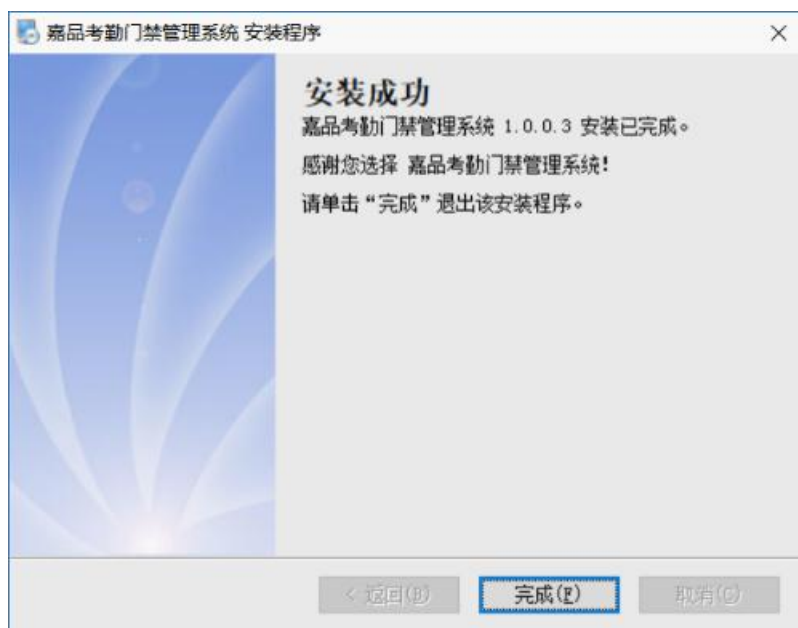 嘉品考勤门禁管理系统 安装程序
安装成功
嘉品考勤门禁管理系统 1.0.0.3 安装已完成。
感谢您选择 嘉品考勤门禁管理系统!
请单击“完成”退出该安装程序。
< 返回(B) 完成(F) 取消(C)